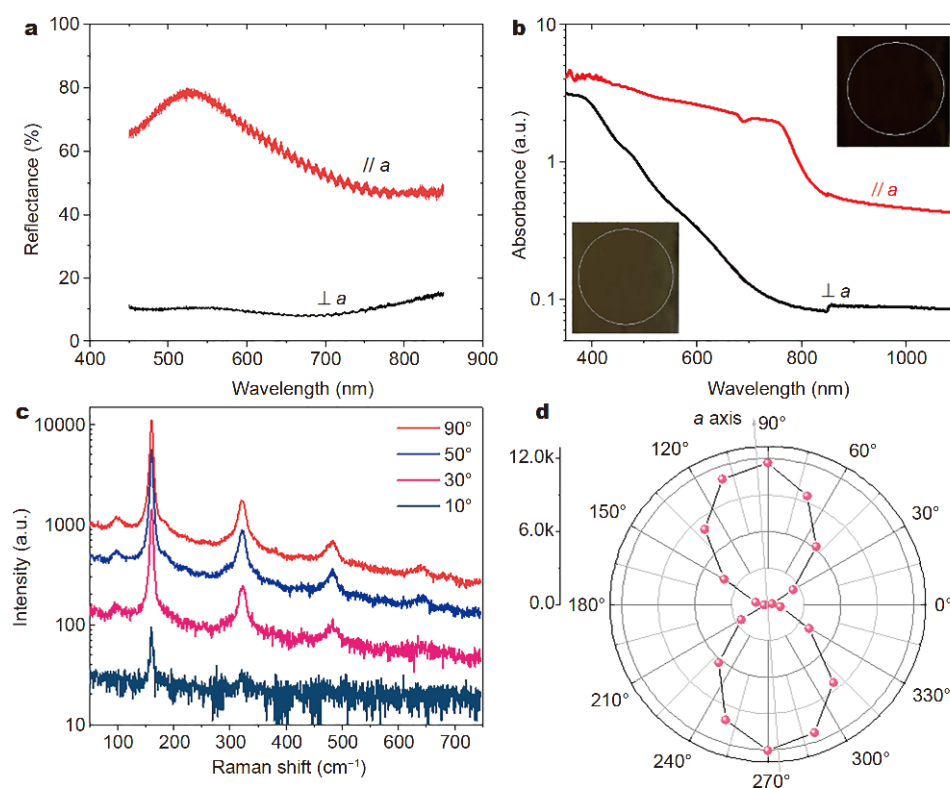 a
100
80
60
40
20
0
Reflectance (%)
// a
⊥ a
400 500 600 700 800 900
Wavelength (nm)
b
10
1
0.1
Absorbance (a.u.)
// a
⊥ a
400 600 800 1000
Wavelength (nm)
c
10000
1000
100
10
Intensity (a.u.)
90°
50°
30°
10°
100 200 300 400 500 600 700
Raman shift (cm⁻¹)
d
a axis
12.0k
6.0k
0.0
90°
120°
60°
150°
30°
180°
0°
210°
330°
240°
300°
270°